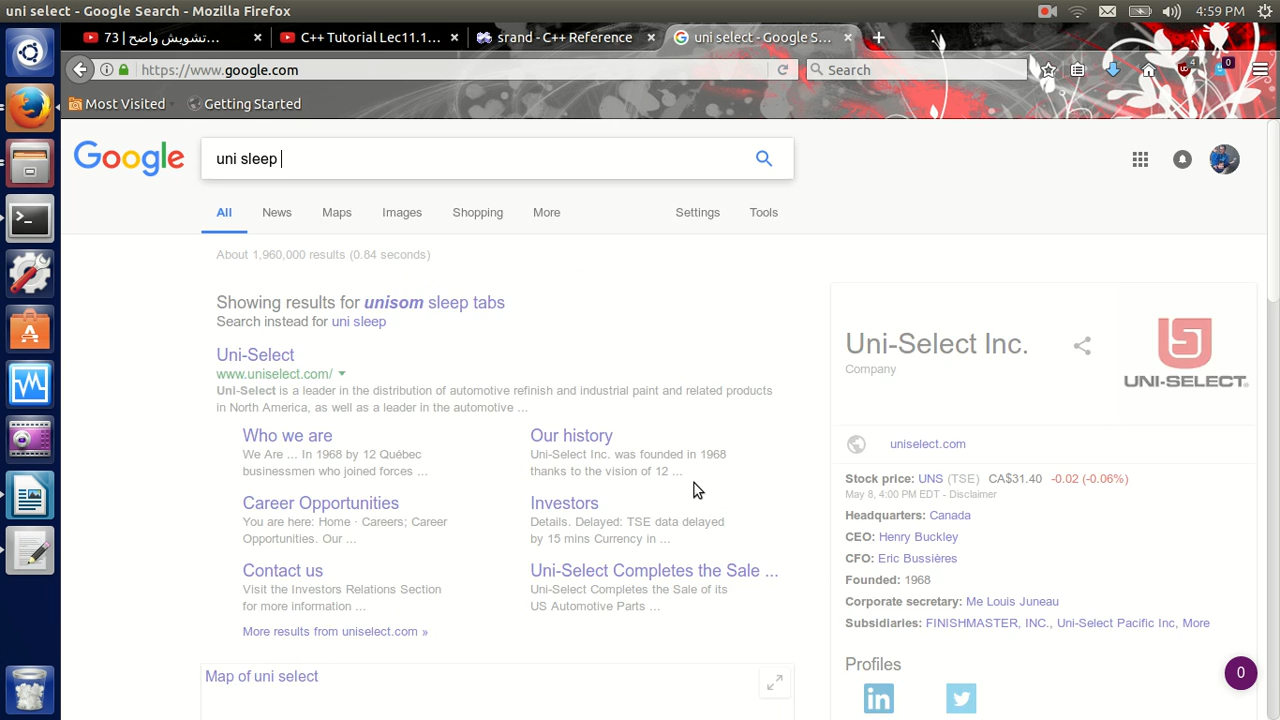 uni select - Google Search - Mozilla Firefox
4:59 PM
73 | تشويش واضح...
C++ Tutorial Lec11.1...
srand - C++ Reference
uni select - Google S...
https://www.google.com
Search
4
0
Most Visited
Getting Started
Google
uni sleep
All
News
Maps
Images
Shopping
More
Settings
Tools
About 1,960,000 results (0.84 seconds)
Showing results for unisom sleep tabs
Search instead for uni sleep
Uni-Select
www.uniselect.com/
Uni-Select is a leader in the distribution of automotive refinish and industrial paint and related products
in North America, as well as a leader in the automotive ...
Who we are
We Are ... In 1968 by 12 Québec
businessmen who joined forces ...
Our history
Uni-Select Inc. was founded in 1968
thanks to the vision of 12 ...
Career Opportunities
You are here: Home · Careers; Career
Opportunities. Our ...
Investors
Details. Delayed: TSE data delayed
by 15 mins Currency in ...
Contact us
Visit the Investors Relations Section
for more information ...
Uni-Select Completes the Sale ...
Uni-Select Completes the Sale of its
US Automotive Parts ...
More results from uniselect.com »
Map of uni select
Uni-Select Inc.
Company
UNI-SELECT.
uniselect.com
Stock price: UNS (TSE) CA$31.40 -0.02 (-0.06%)
May 8, 4:00 PM EDT - Disclaimer
Headquarters: Canada
CEO: Henry Buckley
CFO: Eric Bussières
Founded: 1968
Corporate secretary: Me Louis Juneau
Subsidiaries: FINISHMASTER, INC., Uni-Select Pacific Inc, More
Profiles
in
0